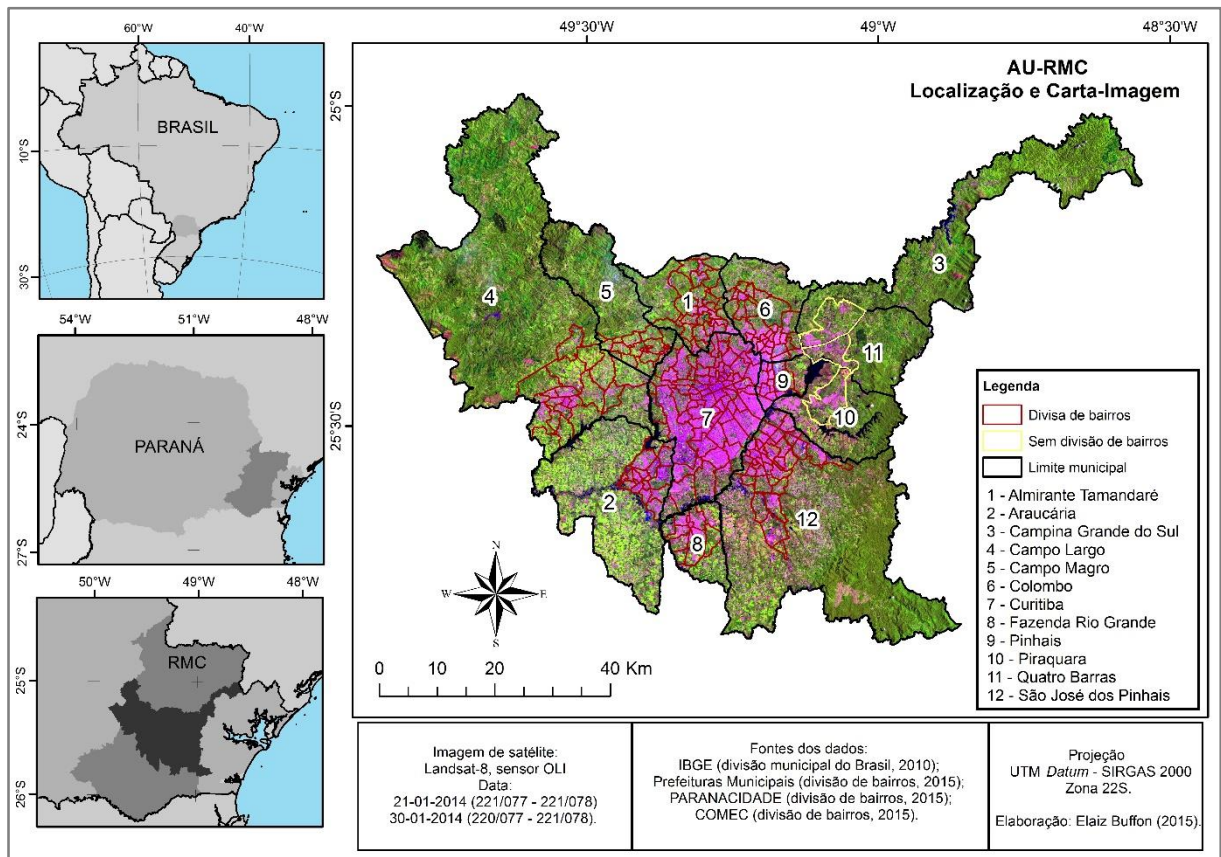 60°W 40°W
10°S
30°S
BRASIL
54°W 51°W 48°W
24°S
27°S
PARANÁ
50°W 49°W 48°W
25°S
26°S
RMC
49°30'W 49°W 48°30'W
25°S
25°30'S
AU-RMC
Localização e Carta-Imagem
1
2
3
4
5
6
7
8
9
10
11
12
N
W E
S
0 10 20 40 Km
Legenda
Divisa de bairros
Sem divisão de bairros
Limite municipal
1 - Almirante Tamandaré
2 - Araucária
3 - Campina Grande do Sul
4 - Campo Largo
5 - Campo Magro
6 - Colombo
7 - Curitiba
8 - Fazenda Rio Grande
9 - Pinhais
10 - Piraquara
11 - Quatro Barras
12 - São José dos Pinhais
Imagem de satélite:
Landsat-8, sensor OLI
Data:
21-01-2014 (221/077 - 221/078)
30-01-2014 (220/077 - 221/078).
Fontes dos dados:
IBGE (divisão municipal do Brasil, 2010);
Prefeituras Municipais (divisão de bairros, 2015);
PARANACIDADE (divisão de bairros, 2015);
COMEC (divisão de bairros, 2015).
Projeção
UTM Datum - SIRGAS 2000
Zona 22S.
Elaboração: Elaiz Buffon (2015).